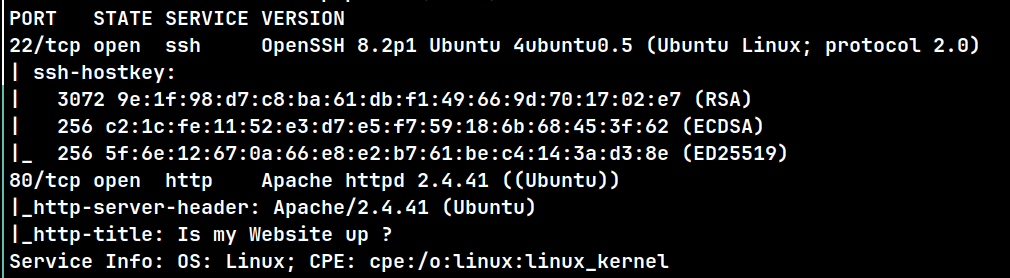 PORT   STATE SERVICE VERSION
22/tcp open  ssh     OpenSSH 8.2p1 Ubuntu 4ubuntu0.5 (Ubuntu Linux; protocol 2.0)
| ssh-hostkey:
|   3072 9e:1f:98:d7:c8:ba:61:db:f1:49:66:9d:70:17:02:e7 (RSA)
|   256 c2:1c:fe:11:52:e3:d7:e5:f7:59:18:6b:68:45:3f:62 (ECDSA)
|_  256 5f:6e:12:67:0a:66:e8:e2:b7:61:be:c4:14:3a:d3:8e (ED25519)
80/tcp open  http    Apache httpd 2.4.41 ((Ubuntu))
|_http-server-header: Apache/2.4.41 (Ubuntu)
|_http-title: Is my Website up ?
Service Info: OS: Linux; CPE: cpe:/o:linux:linux_kernel